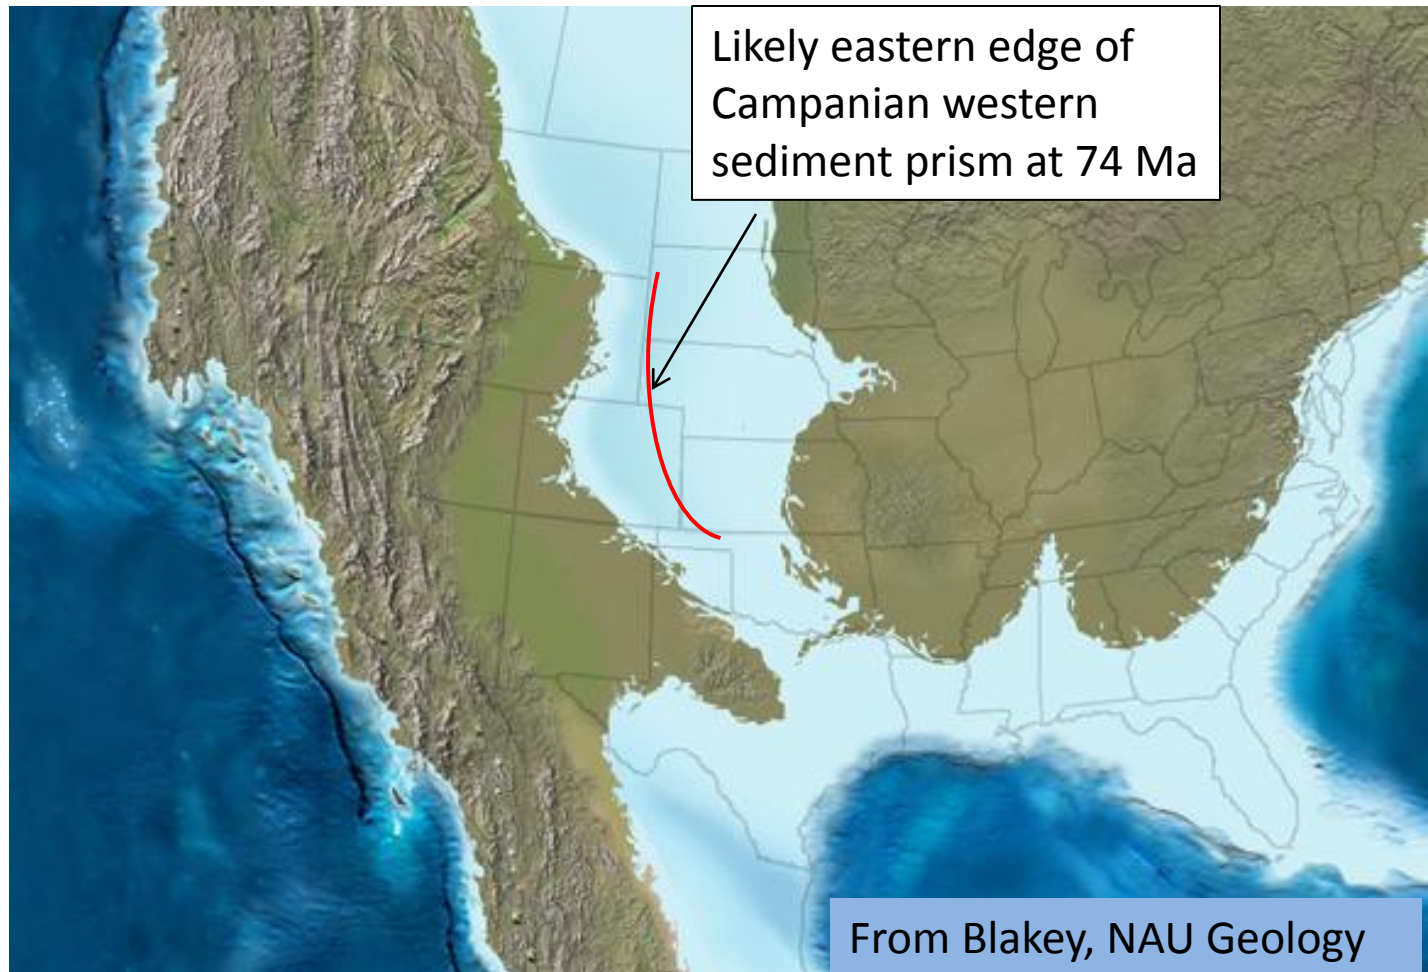 Likely eastern edge of
Campanian western
sediment prism at 74 Ma
From Blakey, NAU Geology